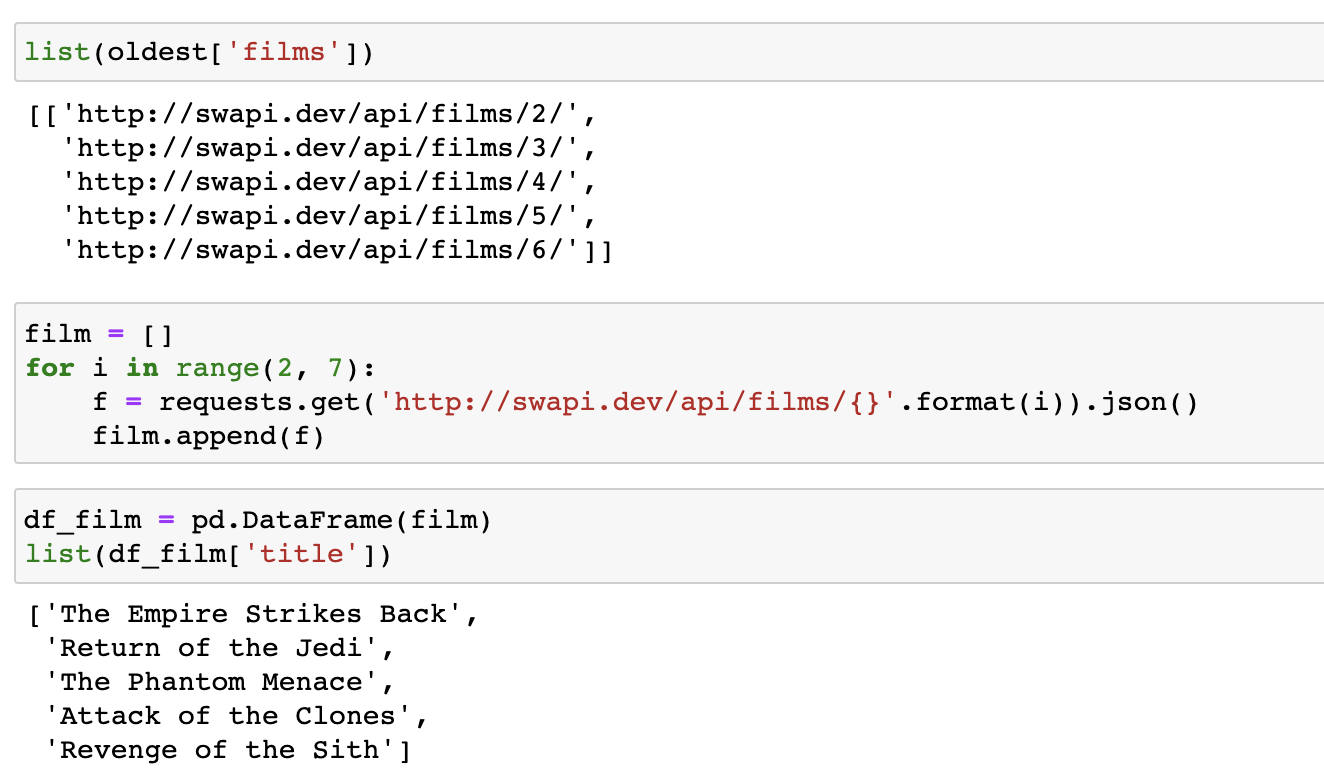 list(oldest['films'])
[['http://swapi.dev/api/films/2/',
  'http://swapi.dev/api/films/3/',
  'http://swapi.dev/api/films/4/',
  'http://swapi.dev/api/films/5/',
  'http://swapi.dev/api/films/6/']]
film = []
for i in range(2, 7):
    f = requests.get('http://swapi.dev/api/films/{}'.format(i)).json()
    film.append(f)
df_film = pd.DataFrame(film)
list(df_film['title'])
['The Empire Strikes Back',
 'Return of the Jedi',
 'The Phantom Menace',
 'Attack of the Clones',
 'Revenge of the Sith']